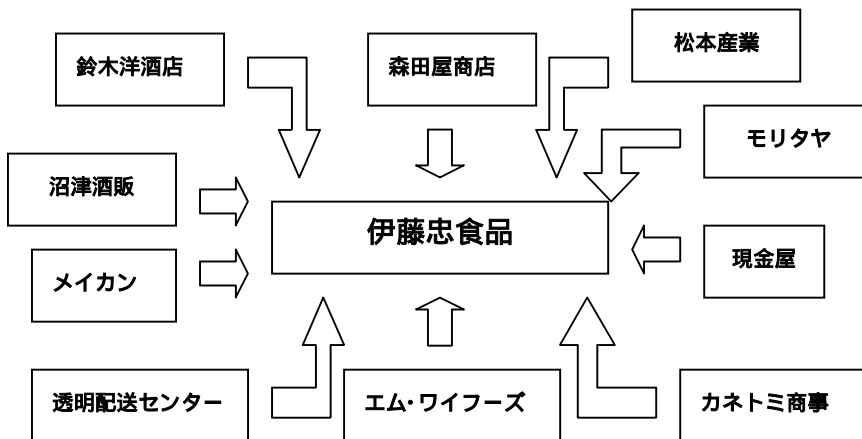 松本産業
鈴木洋酒店
森田屋商店
モリタヤ
沼津酒販
伊藤忠食品
現金屋
メイカン
透明配送センター
エム・ワイフーズ
カネトミ商事